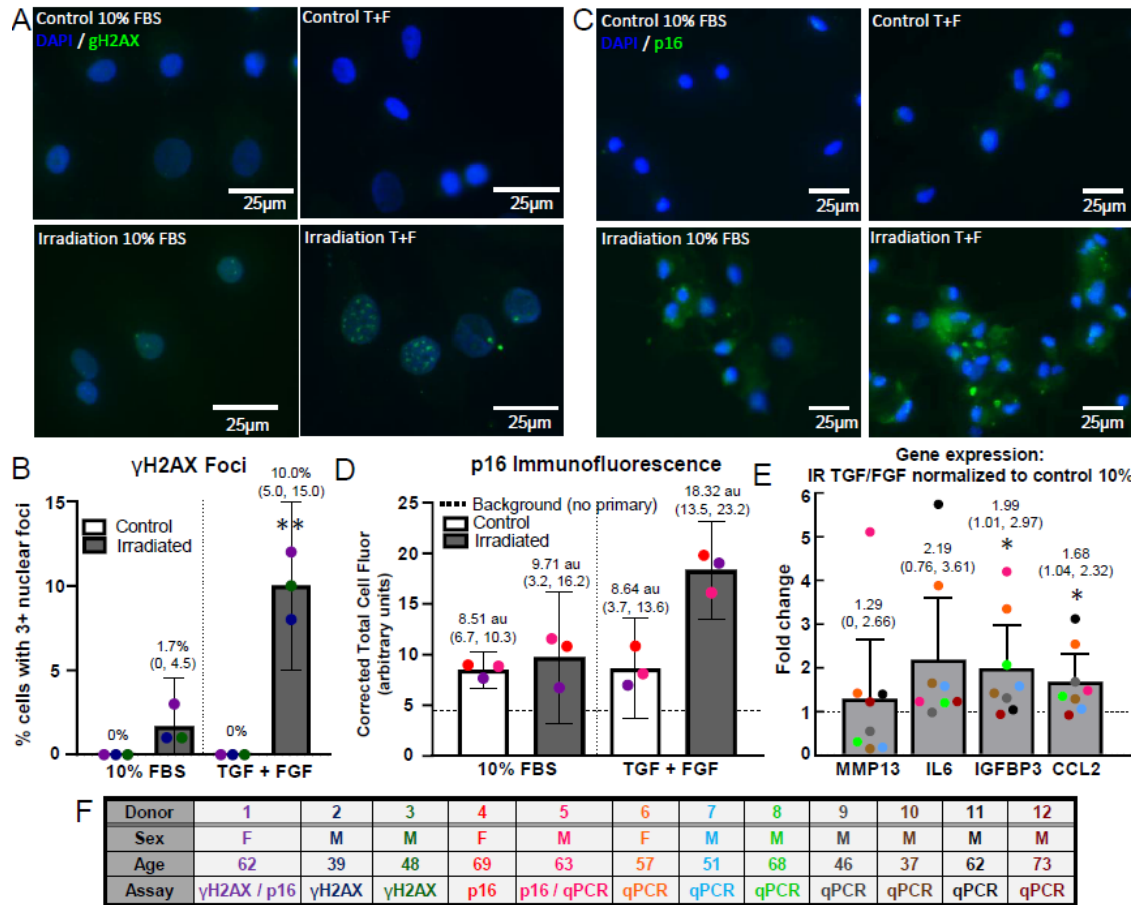 A
Control 10% FBS
DAPI / gH2AX
25µm
Control T+F
25µm
Irradiation 10% FBS
25µm
Irradiation T+F
25µm
C
Control 10% FBS
DAPI / p16
25µm
Control T+F
25µm
Irradiation 10% FBS
25µm
Irradiation T+F
25µm
B
γH2AX Foci
% cells with 3+ nuclear foci
15
10
5
0
Control
Irradiated
0%
1.7%
(0, 4.5)
0%
10.0%
(5.0, 15.0)
**
10% FBS
TGF + FGF
D
p16 Immunofluorescence
Corrected Total Cell Fluor
(arbitrary units)
25
20
15
10
5
0
Background (no primary)
Control
Irradiated
8.51 au
(6.7, 10.3)
9.71 au
(3.2, 16.2)
8.64 au
(3.7, 13.6)
18.32 au
(13.5, 23.2)
10% FBS
TGF + FGF
E
Gene expression:
IR TGF/FGF normalized to control 10%
Fold change
6
5
4
3
2
1
0
1.29
(0, 2.66)
2.19
(0.76, 3.61)
1.99
(1.01, 2.97)
*
1.68
(1.04, 2.32)
*
MMP13 IL6 IGFBP3 CCL2
F
Donor 1 2 3 4 5 6 7 8 9 10 11 12
Sex F M M F M F M M M M M M
Age 62 39 48 69 63 57 51 68 46 37 62 73
Assay γH2AX / p16 γH2AX γH2AX p16 p16 / qPCR qPCR qPCR qPCR qPCR qPCR qPCR qPCR